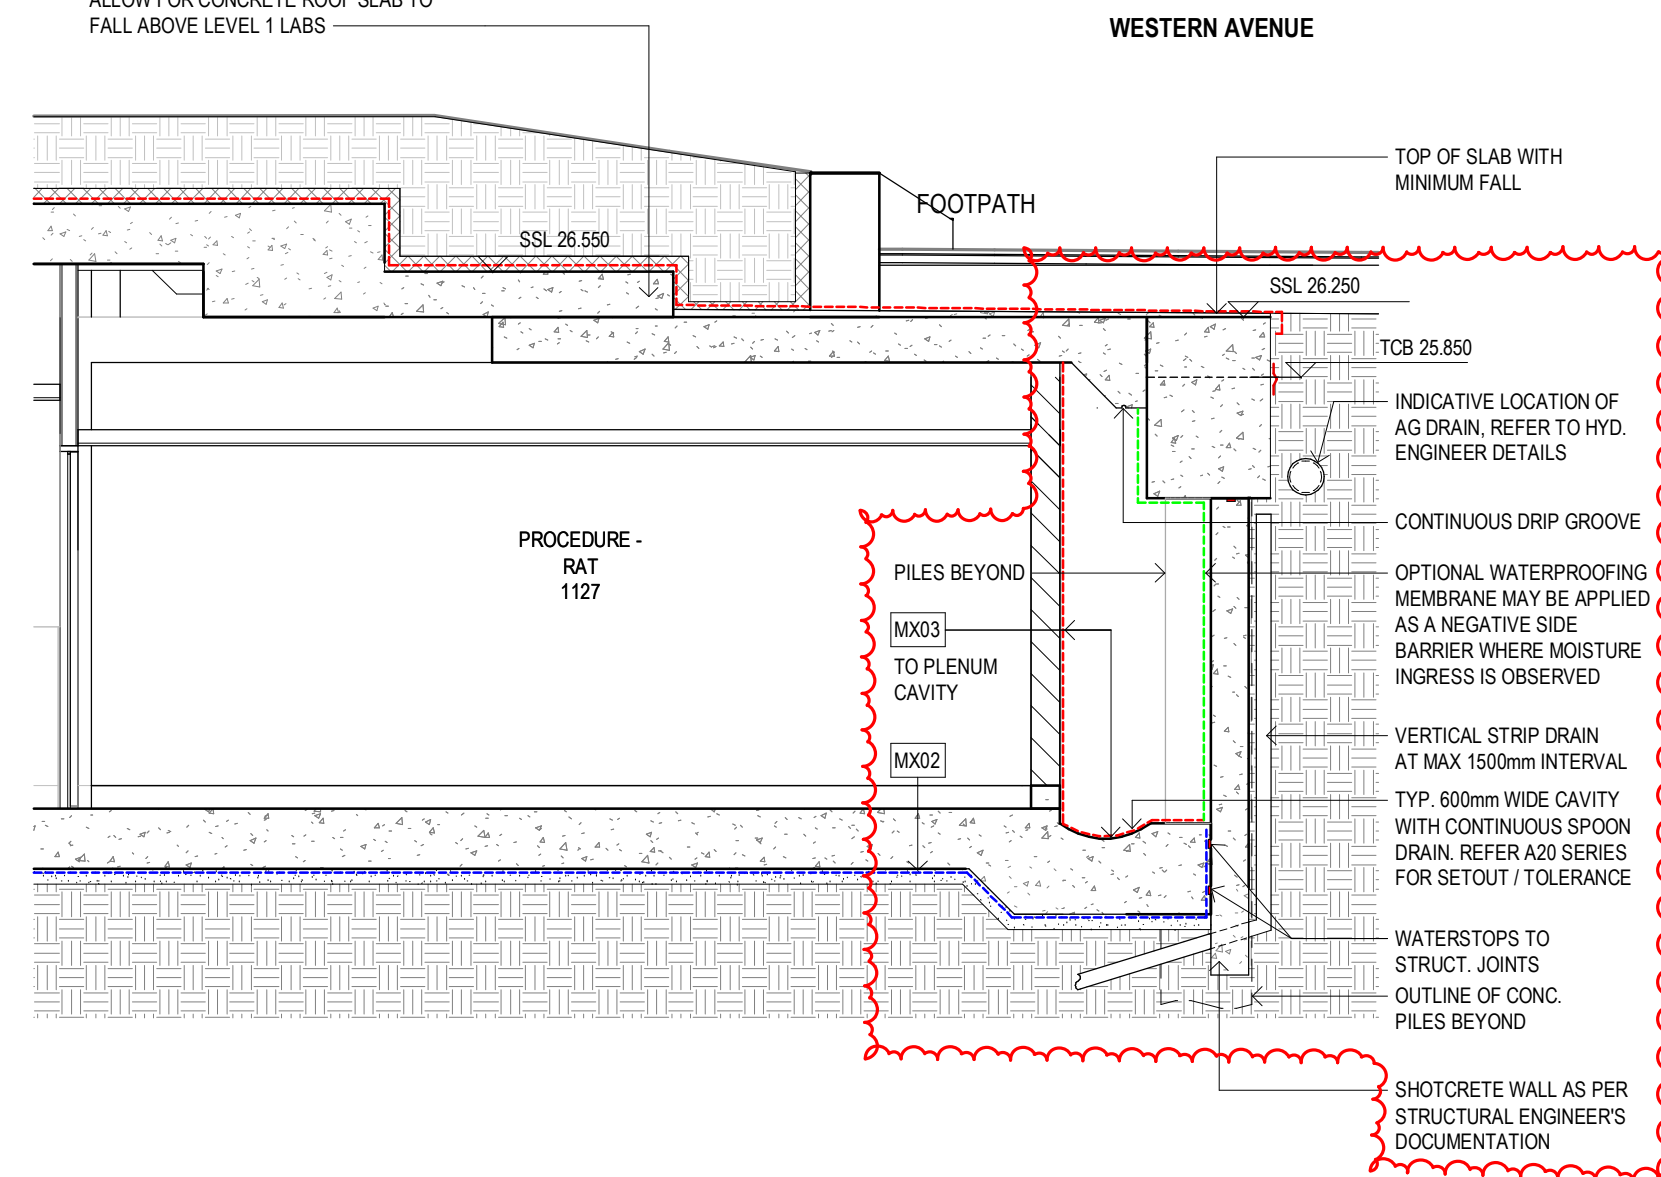 ALLOW FOR CONCRETE ROOF SLAB TO
FALL ABOVE LEVEL 1 LABS
WESTERN AVENUE
TOP OF SLAB WITH
MINIMUM FALL
FOOTPATH
SSL 26.550
SSL 26.250
TCB 25.850
INDICATIVE LOCATION OF
AG DRAIN, REFER TO HYD.
ENGINEER DETAILS
CONTINUOUS DRIP GROOVE
PROCEDURE -
RAT
1127
PILES BEYOND
OPTIONAL WATERPROOFING
MEMBRANE MAY BE APPLIED
AS A NEGATIVE SIDE
BARRIER WHERE MOISTURE
INGRESS IS OBSERVED
MX03
TO PLENUM
CAVITY
MX02
VERTICAL STRIP DRAIN
AT MAX 1500mm INTERVAL
TYP. 600mm WIDE CAVITY
WITH CONTINUOUS SPOON
DRAIN. REFER A20 SERIES
FOR SETOUT / TOLERANCE
WATERSTOPS TO
STRUCT. JOINTS
OUTLINE OF CONC.
PILES BEYOND
SHOTCRETE WALL AS PER
STRUCTURAL ENGINEER'S
DOCUMENTATION